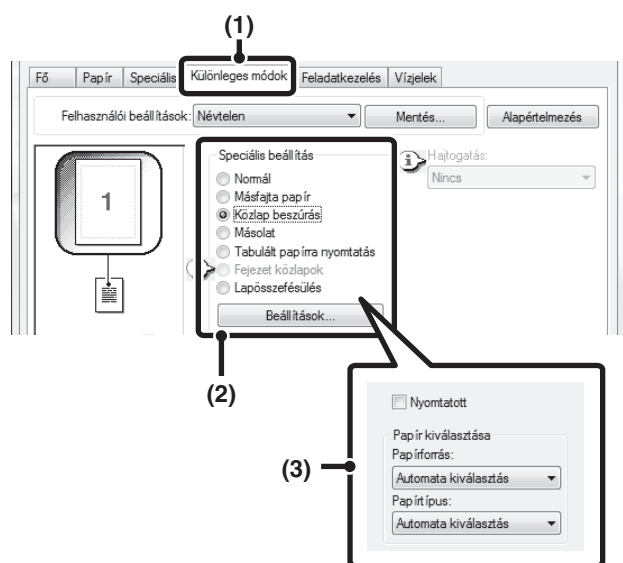 (1)
Fő Papír Speciális Különleges módok Feladatkezelés Vízjelek
Felhasználói beállítások: Névtelen Mentés... Alapértelmezés
Speciális beállítás Hajtogatás:
Normál Nincs
Másfajta papír
1 Közlap beszúrás
Másolat
Tabulált papírra nyomtatás
Fejezet közlapok
Lapösszefésülés
Beállítások...
(2)
Nyomtatott
Papír kiválasztása
(3) Papírforrás:
Automata kiválasztás
Papírtípus:
Automata kiválasztás